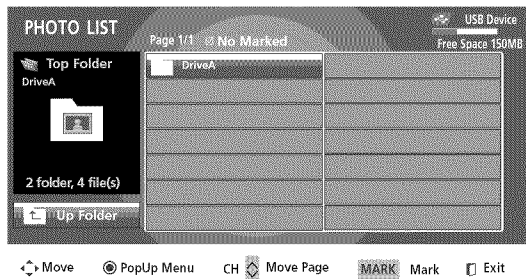 PHOTO LIST
Page 1/1 No Marked
USB Device
Free Space 150MB
Top Folder
DriveA
DriveA
2 folder, 4 file(s)
Up Folder
Move PopUp Menu CH Move Page MARK Mark Exit